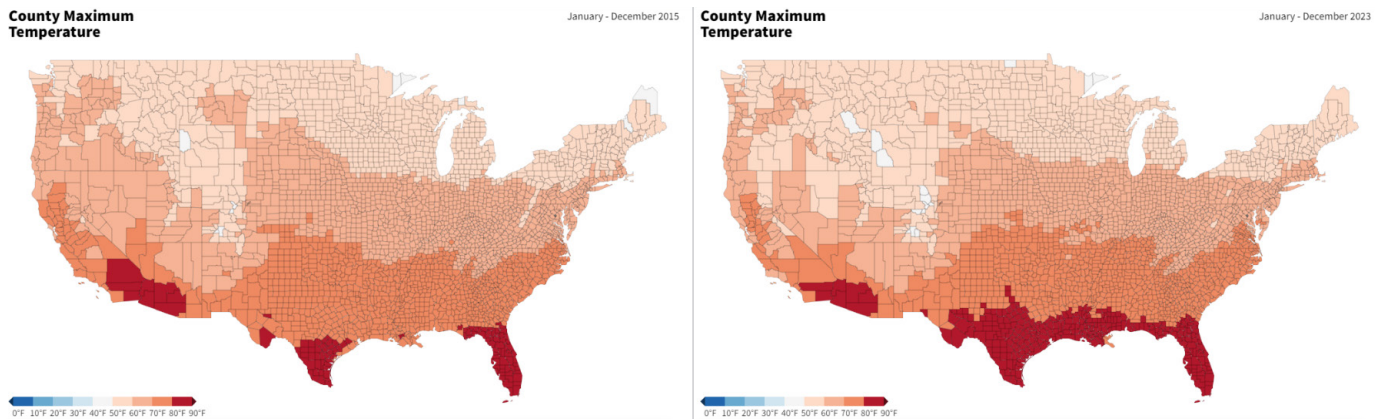 County Maximum
Temperature
January - December 2015
0°F 10°F 20°F 30°F 40°F 50°F 60°F 70°F 80°F 90°F
County Maximum
Temperature
January - December 2023
0°F 10°F 20°F 30°F 40°F 50°F 60°F 70°F 80°F 90°F